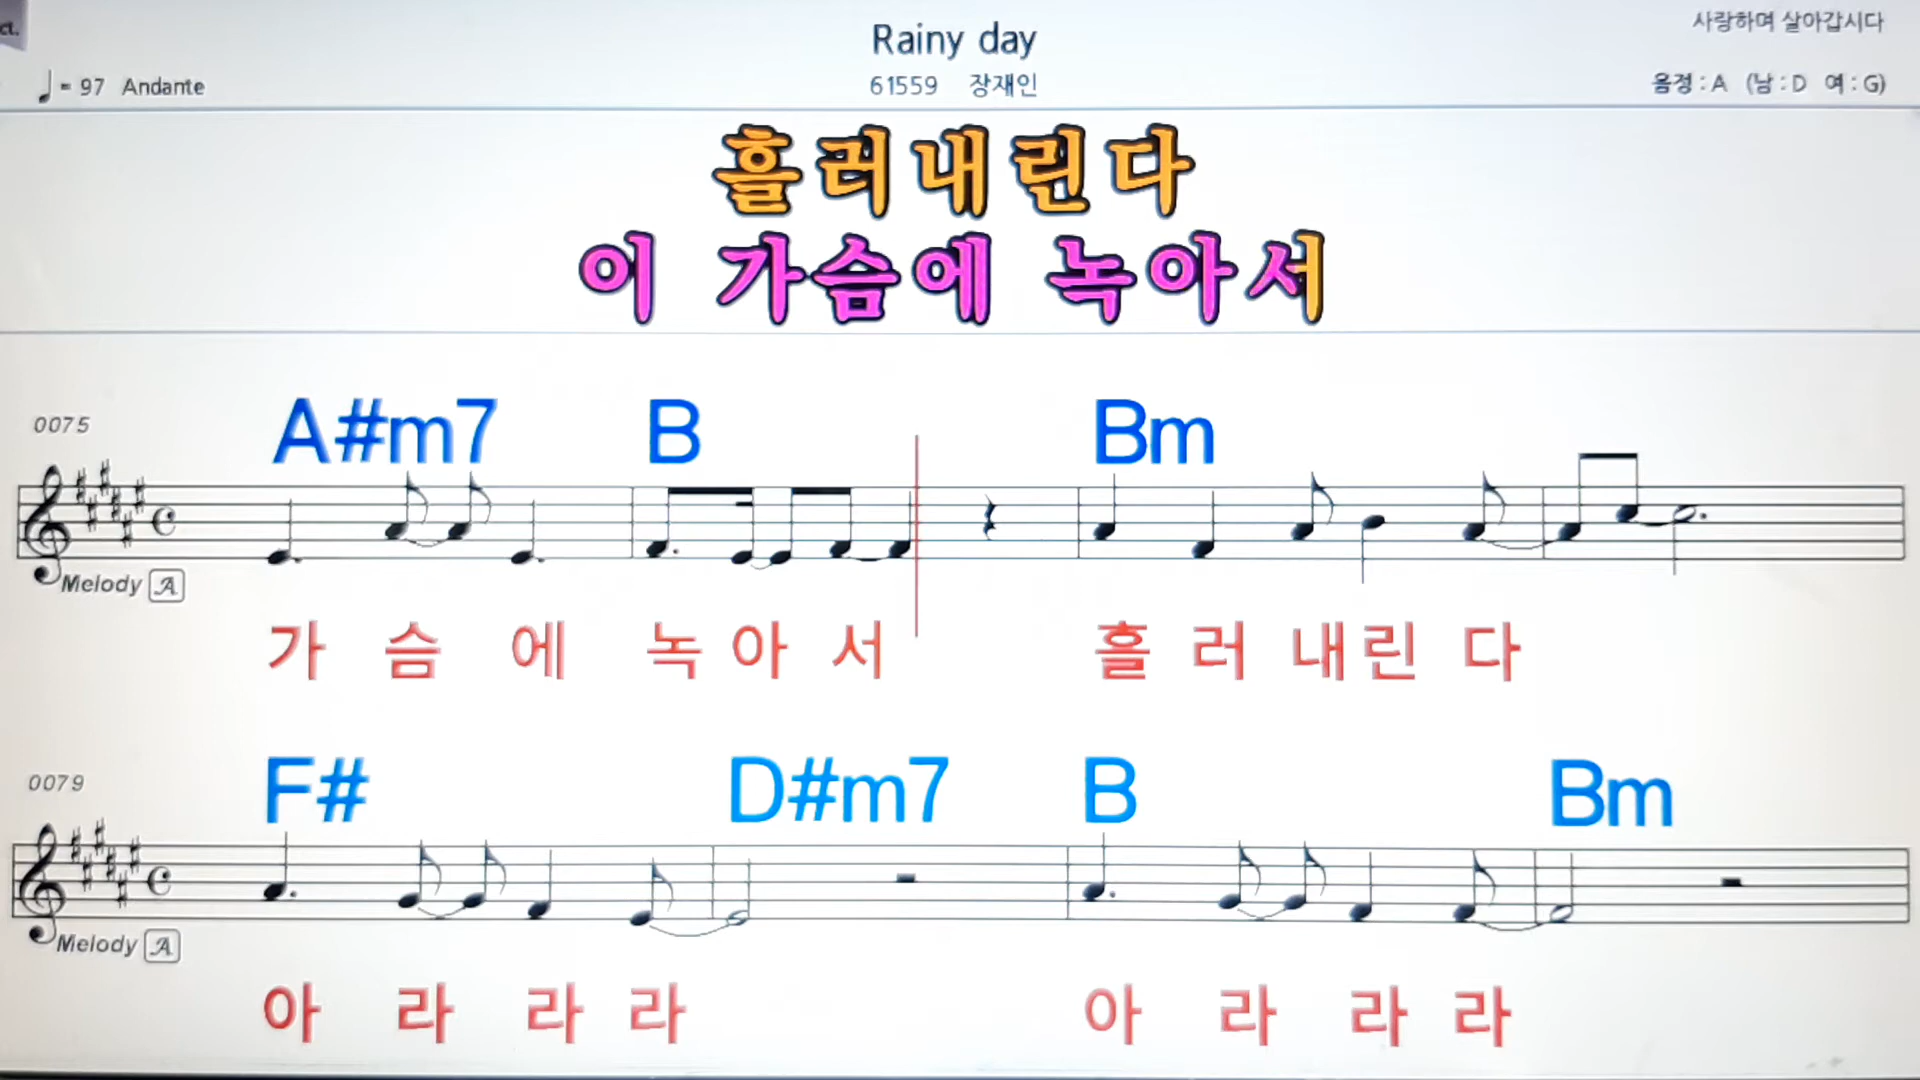 ct.
Rainy day
사랑하며 살아갑시다
♩= 97 Andante
61559 장재인
음정 : A (남 : D 여 : G)
흘러내린다
이 가슴에 녹아서
0075
A#m7 B Bm
Melody A
가 슴 에 녹 아 서 흘 러 내 린 다
0079
F# D#m7 B Bm
Melody A
아 라 라 라 아 라 라 라